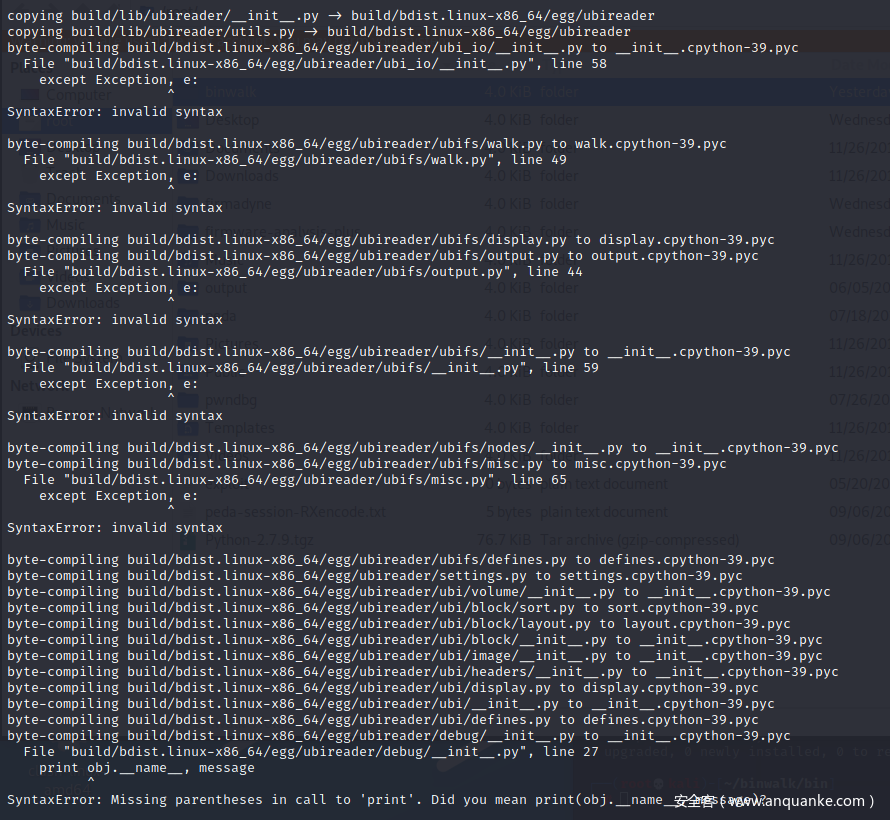 copying build/lib/ubireader/__init__.py → build/bdist.linux-x86_64/egg/ubireader
copying build/lib/ubireader/utils.py → build/bdist.linux-x86_64/egg/ubireader
byte-compiling build/bdist.linux-x86_64/egg/ubireader/ubi_io/__init__.py to __init__.cpython-39.pyc
  File "build/bdist.linux-x86_64/egg/ubireader/ubi_io/__init__.py", line 58
    except Exception, e:
                    ^
SyntaxError: invalid syntax
byte-compiling build/bdist.linux-x86_64/egg/ubireader/ubifs/walk.py to walk.cpython-39.pyc
  File "build/bdist.linux-x86_64/egg/ubireader/ubifs/walk.py", line 49
    except Exception, e:
                    ^
SyntaxError: invalid syntax
byte-compiling build/bdist.linux-x86_64/egg/ubireader/ubifs/display.py to display.cpython-39.pyc
byte-compiling build/bdist.linux-x86_64/egg/ubireader/ubifs/output.py to output.cpython-39.pyc
  File "build/bdist.linux-x86_64/egg/ubireader/ubifs/output.py", line 44
    except Exception, e:
                    ^
SyntaxError: invalid syntax
byte-compiling build/bdist.linux-x86_64/egg/ubireader/ubifs/__init__.py to __init__.cpython-39.pyc
  File "build/bdist.linux-x86_64/egg/ubireader/ubifs/__init__.py", line 59
    except Exception, e:
                    ^
SyntaxError: invalid syntax
byte-compiling build/bdist.linux-x86_64/egg/ubireader/ubifs/nodes/__init__.py to __init__.cpython-39.pyc
byte-compiling build/bdist.linux-x86_64/egg/ubireader/ubifs/misc.py to misc.cpython-39.pyc
  File "build/bdist.linux-x86_64/egg/ubireader/ubifs/misc.py", line 65
    except Exception, e:
                    ^
SyntaxError: invalid syntax
byte-compiling build/bdist.linux-x86_64/egg/ubireader/ubifs/defines.py to defines.cpython-39.pyc
byte-compiling build/bdist.linux-x86_64/egg/ubireader/settings.py to settings.cpython-39.pyc
byte-compiling build/bdist.linux-x86_64/egg/ubireader/ubi/volume/__init__.py to __init__.cpython-39.pyc
byte-compiling build/bdist.linux-x86_64/egg/ubireader/ubi/block/sort.py to sort.cpython-39.pyc
byte-compiling build/bdist.linux-x86_64/egg/ubireader/ubi/block/layout.py to layout.cpython-39.pyc
byte-compiling build/bdist.linux-x86_64/egg/ubireader/ubi/block/__init__.py to __init__.cpython-39.pyc
byte-compiling build/bdist.linux-x86_64/egg/ubireader/ubi/image/__init__.py to __init__.cpython-39.pyc
byte-compiling build/bdist.linux-x86_64/egg/ubireader/ubi/headers/__init__.py to __init__.cpython-39.pyc
byte-compiling build/bdist.linux-x86_64/egg/ubireader/ubi/display.py to display.cpython-39.pyc
byte-compiling build/bdist.linux-x86_64/egg/ubireader/ubi/__init__.py to __init__.cpython-39.pyc
byte-compiling build/bdist.linux-x86_64/egg/ubireader/ubi/defines.py to defines.cpython-39.pyc
byte-compiling build/bdist.linux-x86_64/egg/ubireader/debug/__init__.py to __init__.cpython-39.pyc
  File "build/bdist.linux-x86_64/egg/ubireader/debug/__init__.py", line 27
    print obj.__name__, message
          ^
SyntaxError: Missing parentheses in call to 'print'. Did you mean print(obj.__name__, message)?
安全客 ( www.anquanke.com )